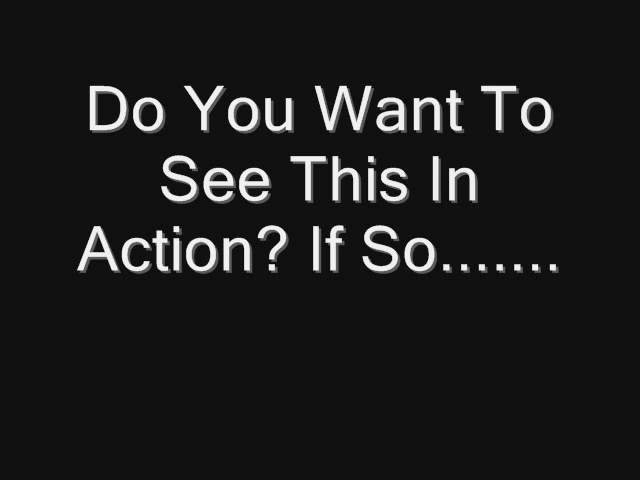 Do You Want To
See This In
Action? If So.......